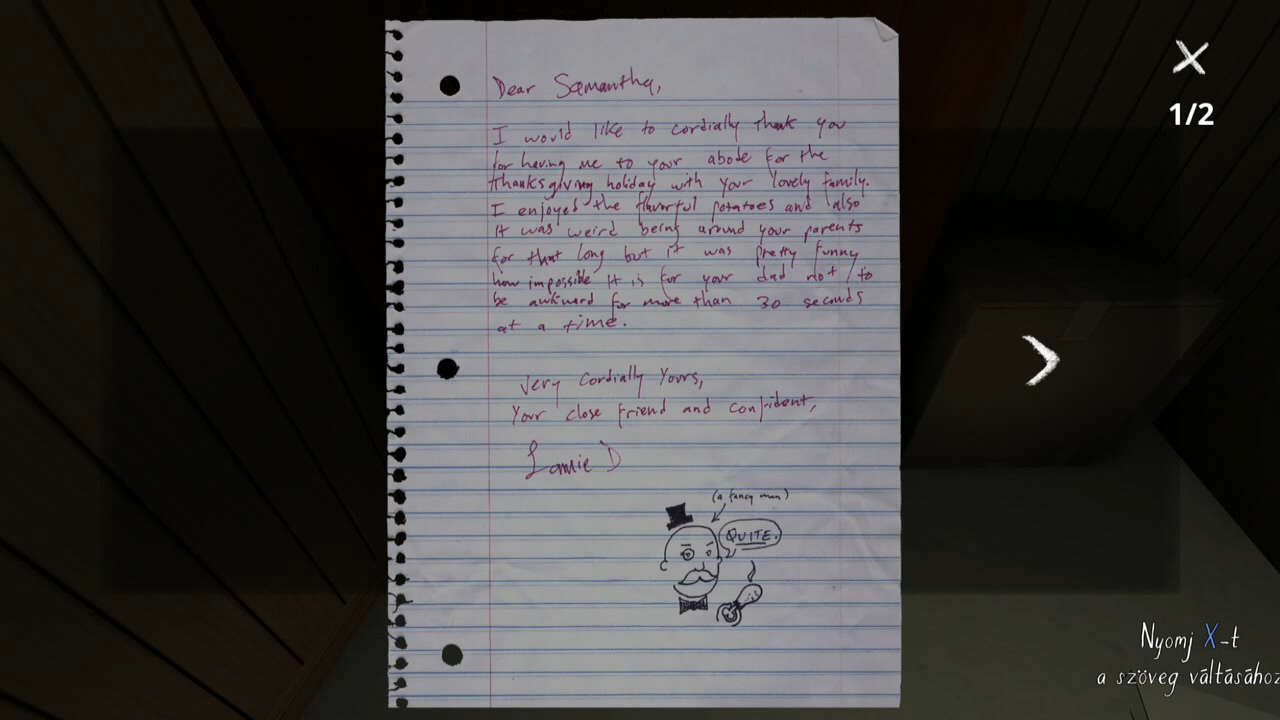 1/2
Dear Samantha,
I would like to cordially thank you
for having me to your abode for the
thanksgiving holiday with your lovely family.
I enjoyed the flavorful potatoes and also
it was weird being around your parents
for that long but it was pretty funny
how impossible it is for your dad not to
be awkward for more than 30 seconds
at a time.
Very Cordially Yours,
Your close friend and confident,
Lonnie D
(a fancy man)
QUITE.
Nyomj X-t
a szöveg váltásához